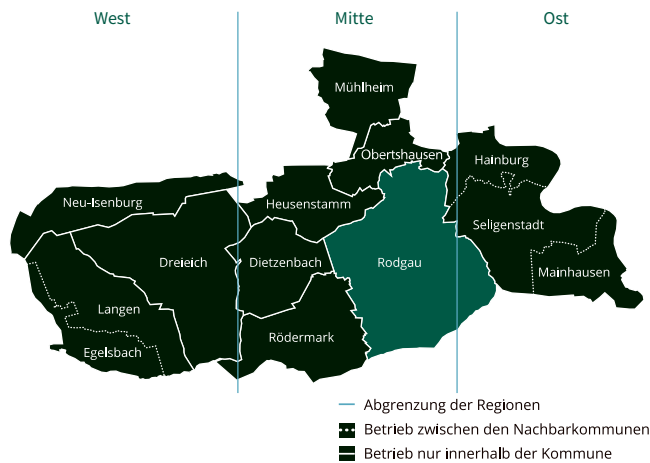 West Mitte Ost
Mühlheim
Obertshausen
Hainburg
Neu-Isenburg
Heusenstamm
Seligenstadt
Dreieich
Dietzenbach
Rodgau
Mainhausen
Langen
Rödermark
Egelsbach
Abgrenzung der Regionen
Betrieb zwischen den Nachbarkommunen
Betrieb nur innerhalb der Kommune